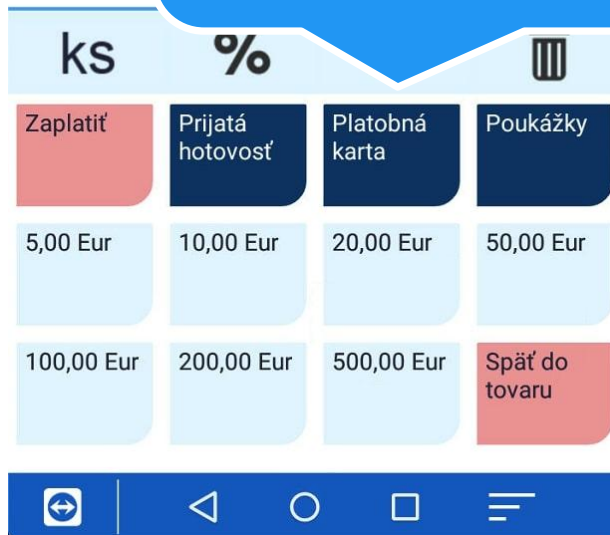 ks %
Zaplatiť
Prijatá
hotovosť
Platobná
karta
Poukážky
5,00 Eur
10,00 Eur
20,00 Eur
50,00 Eur
100,00 Eur
200,00 Eur
500,00 Eur
Späť do
tovaru